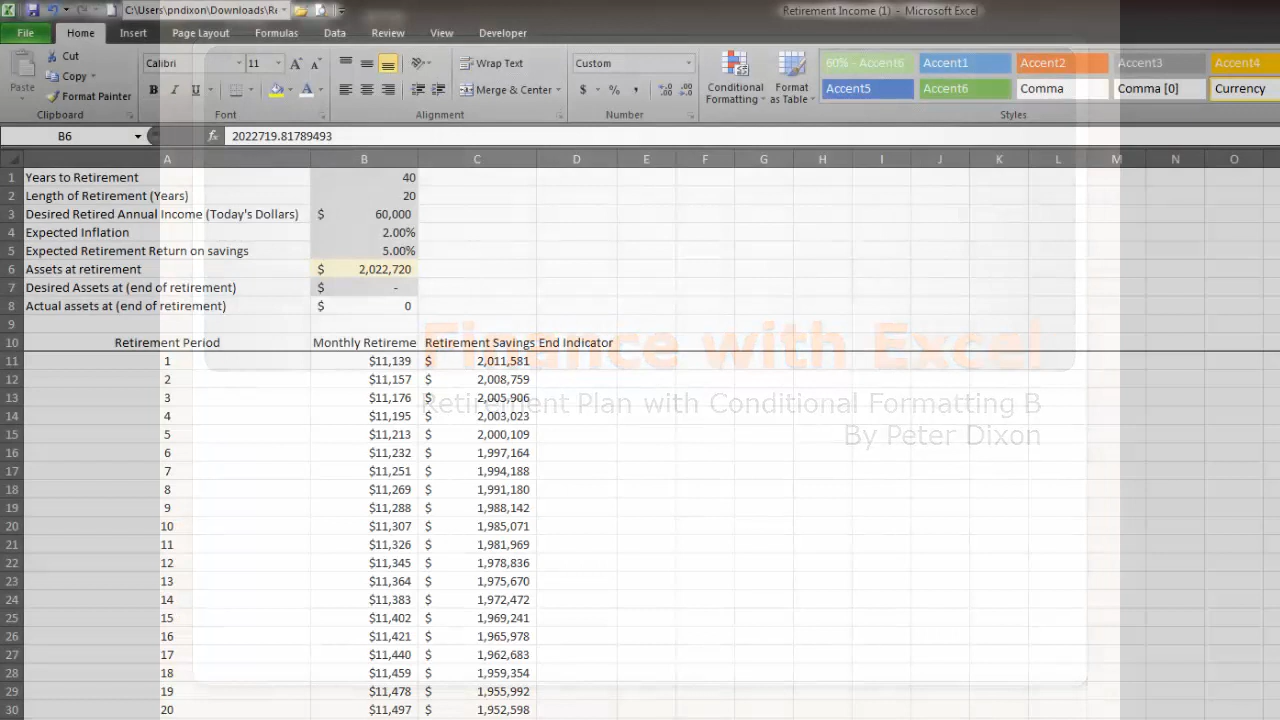 C:\Users\pndixon\Downloads\Re
Retirement Income (1) - Microsoft Excel
File Home Insert Page Layout Formulas Data Review View Developer
Cut
Copy
Format Painter
Paste
Clipboard
Calibri 11
B I U
Font
Wrap Text
Merge & Center
Alignment
Custom
$ % ,
Number
Conditional Formatting
Format as Table
60% - Accent6 Accent1 Accent2 Accent3 Accent4
Accent5 Accent6 Comma Comma [0] Currency
Styles
B6 fx 2022719.81789493
A B C D E F G H I J K L M N O
1 Years to Retirement 40
2 Length of Retirement (Years) 20
3 Desired Retired Annual Income (Today's Dollars) $ 60,000
4 Expected Inflation 2.00%
5 Expected Retirement Return on savings 5.00%
6 Assets at retirement $ 2,022,720
7 Desired Assets at (end of retirement) $ -
8 Actual assets at (end of retirement) $ 0
9
10 Retirement Period Monthly Retireme Retirement Savings End Indicator
11 1 $11,139 $ 2,011,581
12 2 $11,157 $ 2,008,759
13 3 $11,176 $ 2,005,906
14 4 $11,195 $ 2,003,023
15 5 $11,213 $ 2,000,109
16 6 $11,232 $ 1,997,164
17 7 $11,251 $ 1,994,188
18 8 $11,269 $ 1,991,180
19 9 $11,288 $ 1,988,142
20 10 $11,307 $ 1,985,071
21 11 $11,326 $ 1,981,969
22 12 $11,345 $ 1,978,836
23 13 $11,364 $ 1,975,670
24 14 $11,383 $ 1,972,472
25 15 $11,402 $ 1,969,241
26 16 $11,421 $ 1,965,978
27 17 $11,440 $ 1,962,683
28 18 $11,459 $ 1,959,354
29 19 $11,478 $ 1,955,992
30 20 $11,497 $ 1,952,598
Finance with Excel
Retirement Plan with Conditional Formatting B
By Peter Dixon